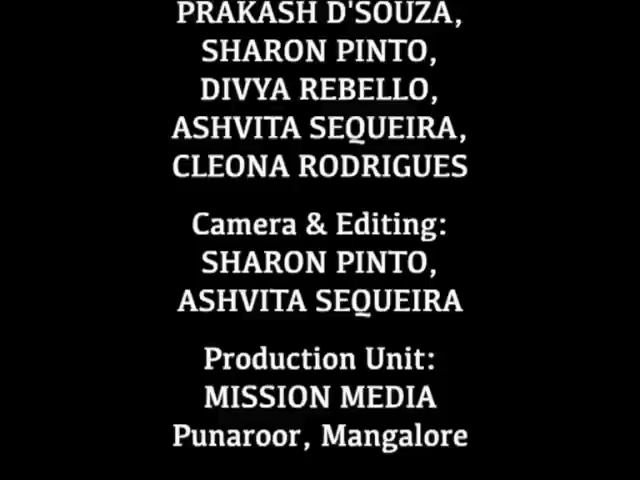 PRAKASH D'SOUZA,
SHARON PINTO,
DIVYA REBELLO,
ASHVITA SEQUEIRA,
CLEONA RODRIGUES
Camera & Editing:
SHARON PINTO,
ASHVITA SEQUEIRA
Production Unit:
MISSION MEDIA
Punaroor, Mangalore